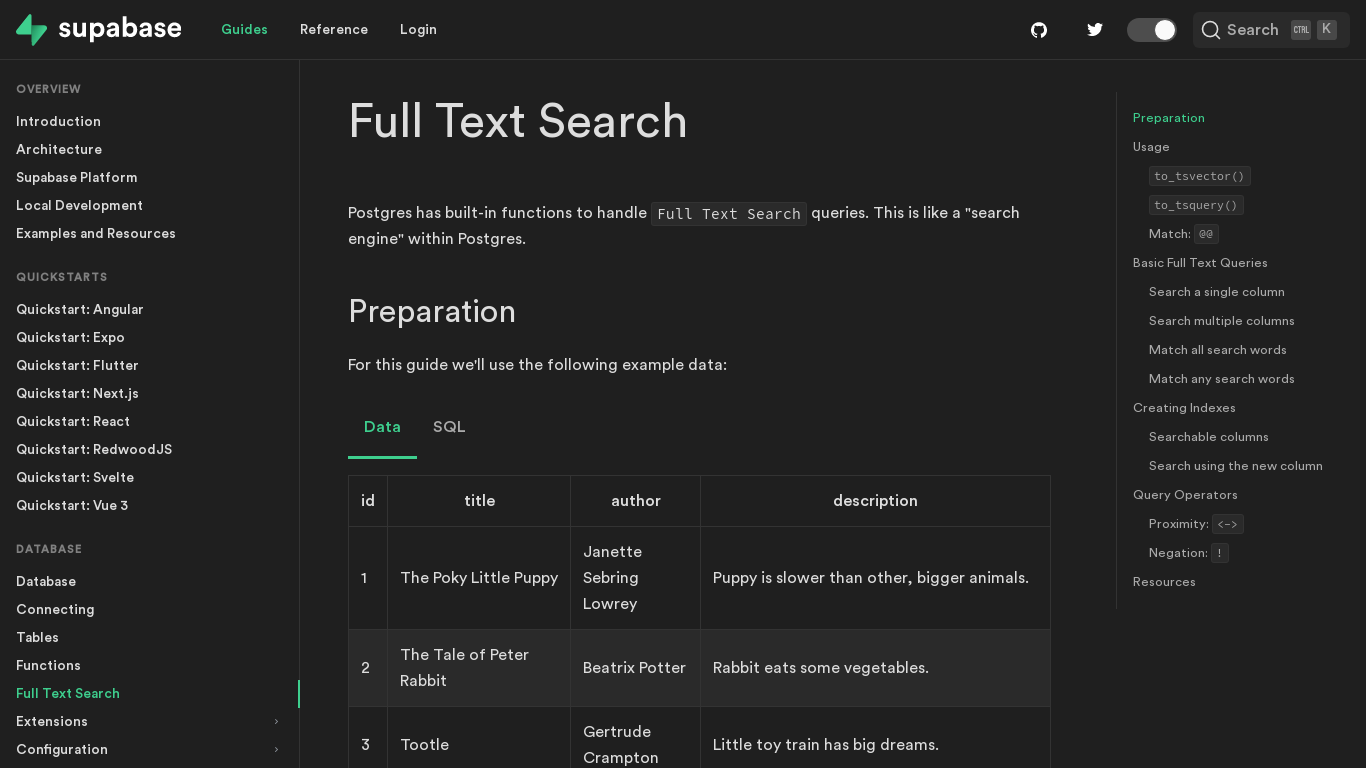 supabase
Guides
Reference
Login
Search
CTRL
K
OVERVIEW
Introduction
Architecture
Supabase Platform
Local Development
Examples and Resources
QUICKSTARTS
Quickstart: Angular
Quickstart: Expo
Quickstart: Flutter
Quickstart: Next.js
Quickstart: React
Quickstart: RedwoodJS
Quickstart: Svelte
Quickstart: Vue 3
DATABASE
Database
Connecting
Tables
Functions
Full Text Search
Extensions
Configuration
Full Text Search
Postgres has built-in functions to handle Full Text Search queries. This is like a "search
engine" within Postgres.
Preparation
For this guide we'll use the following example data:
Data
SQL
id title author description
1 The Poky Little Puppy Janette
Sebring
Lowrey Puppy is slower than other, bigger animals.
2 The Tale of Peter
Rabbit Beatrix Potter Rabbit eats some vegetables.
3 Tootle Gertrude
Crampton Little toy train has big dreams.
Preparation
Usage
to_tsvector()
to_tsquery()
Match: @@
Basic Full Text Queries
Search a single column
Search multiple columns
Match all search words
Match any search words
Creating Indexes
Searchable columns
Search using the new column
Query Operators
Proximity: <->
Negation: !
Resources